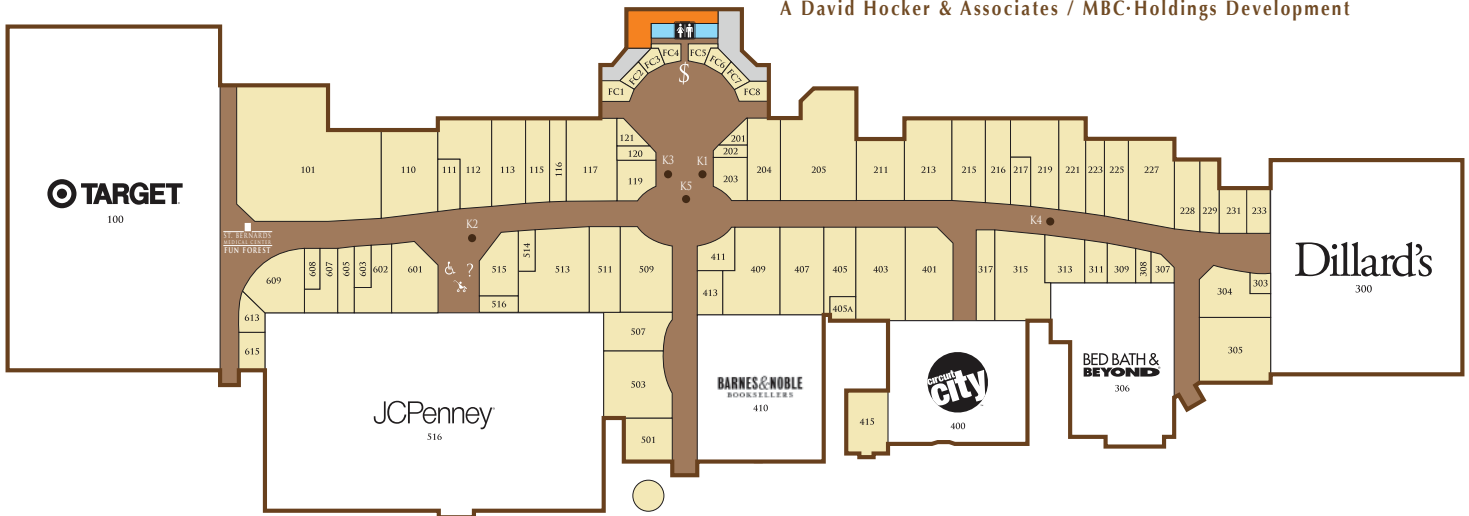 A David Hocker & Associates / MBC·Holdings Development
FC1
FC2
FC3
FC4
FC5
FC6
FC7
FC8
$
TARGET
100
101
110
111
112
113
115
116
117
121
120
119
K3
K1
K5
201
202
203
204
205
211
213
215
216
217
219
221
223
225
227
228
229
231
233
K2
K4
ST. BERNARDS
MEDICAL CENTER
FUN FOREST
609
608
607
605
603
602
601
?
515
514
516
513
511
509
411
413
409
407
405
405A
403
401
317
315
313
311
309
308
307
304
303
305
Dillard's
300
613
615
JCPenney
516
507
503
501
BARNES&NOBLE
BOOKSELLERS
410
415
circuit
city
400
BED BATH &
BEYOND
306